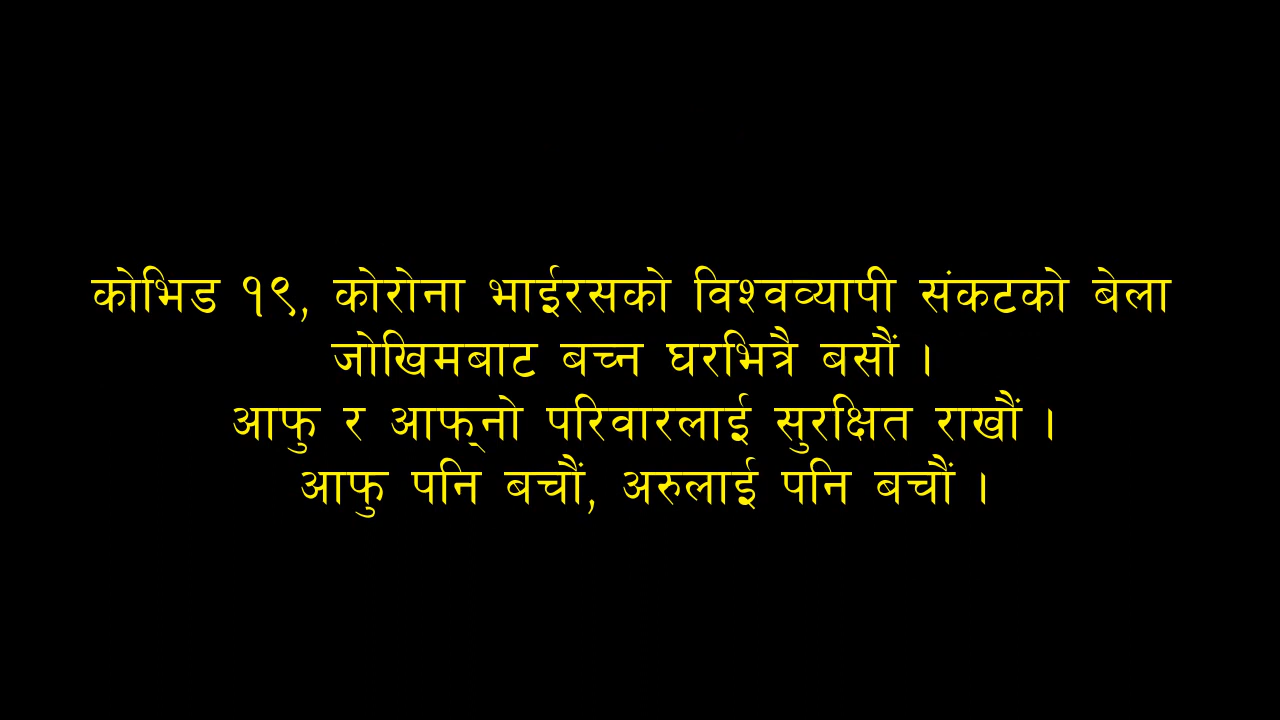 कोभिड १९, कोरोना भाईरसको विश्वव्यापी संकटको बेला
जोखिमबाट बच्न घरभित्रै बसौं ।
आफु र आफ्‌नो परिवारलाई सुरक्षित राखौं ।
आफु पनि बचौं, अरुलाई पनि बचौं ।